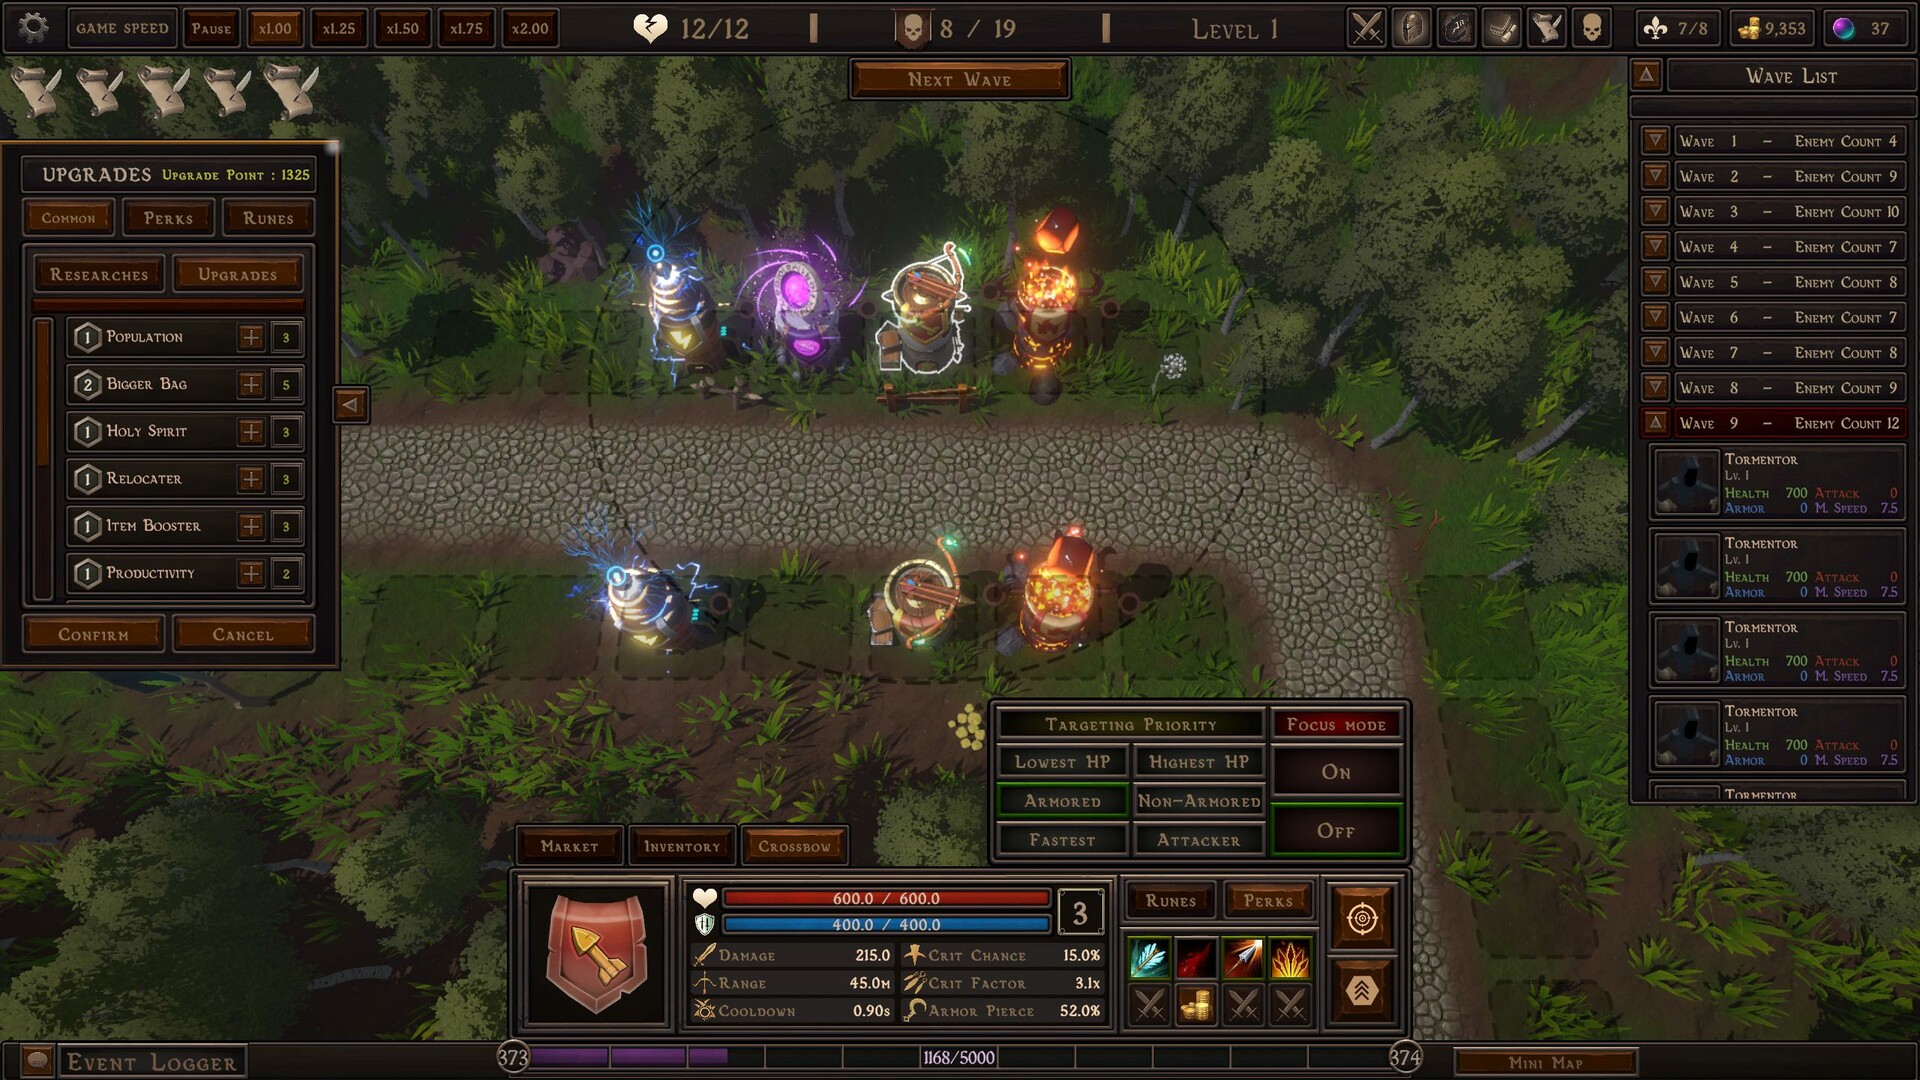 GAME SPEED
PAUSE
x1.00
x1.25
x1.50
x1.75
x2.00
12/12
8 / 19
LEVEL 1
7/8
9,353
37
NEXT WAVE
WAVE LIST
UPGRADES UPGRADE POINT : 1325
COMMON
PERKS
RUNES
RESEARCHES
UPGRADES
1 POPULATION 3
2 BIGGER BAG 5
1 HOLY SPIRIT 3
1 RELOCATER 3
1 ITEM BOOSTER 3
1 PRODUCTIVITY 2
CONFIRM
CANCEL
WAVE 1 - ENEMY COUNT 4
WAVE 2 - ENEMY COUNT 9
WAVE 3 - ENEMY COUNT 10
WAVE 4 - ENEMY COUNT 7
WAVE 5 - ENEMY COUNT 8
WAVE 6 - ENEMY COUNT 7
WAVE 7 - ENEMY COUNT 8
WAVE 8 - ENEMY COUNT 9
WAVE 9 - ENEMY COUNT 12
TORMENTOR
LV. 1
HEALTH 700 ATTACK 0
ARMOR 0 M. SPEED 7.5
TORMENTOR
LV. 1
HEALTH 700 ATTACK 0
ARMOR 0 M. SPEED 7.5
TORMENTOR
LV. 1
HEALTH 700 ATTACK 0
ARMOR 0 M. SPEED 7.5
TORMENTOR
LV. 1
HEALTH 700 ATTACK 0
ARMOR 0 M. SPEED 7.5
TORMENTOR
TARGETING PRIORITY
FOCUS MODE
LOWEST HP
HIGHEST HP
ON
ARMORED
NON-ARMORED
OFF
FASTEST
ATTACKER
MARKET
INVENTORY
CROSSBOW
600.0 / 600.0
400.0 / 400.0
3
DAMAGE 215.0
CRIT CHANCE 15.0%
RANGE 45.0M
CRIT FACTOR 3.1x
COOLDOWN 0.90s
ARMOR PIERCE 52.0%
RUNES
PERKS
EVENT LOGGER
373
1168/5000
374
MINI MAP